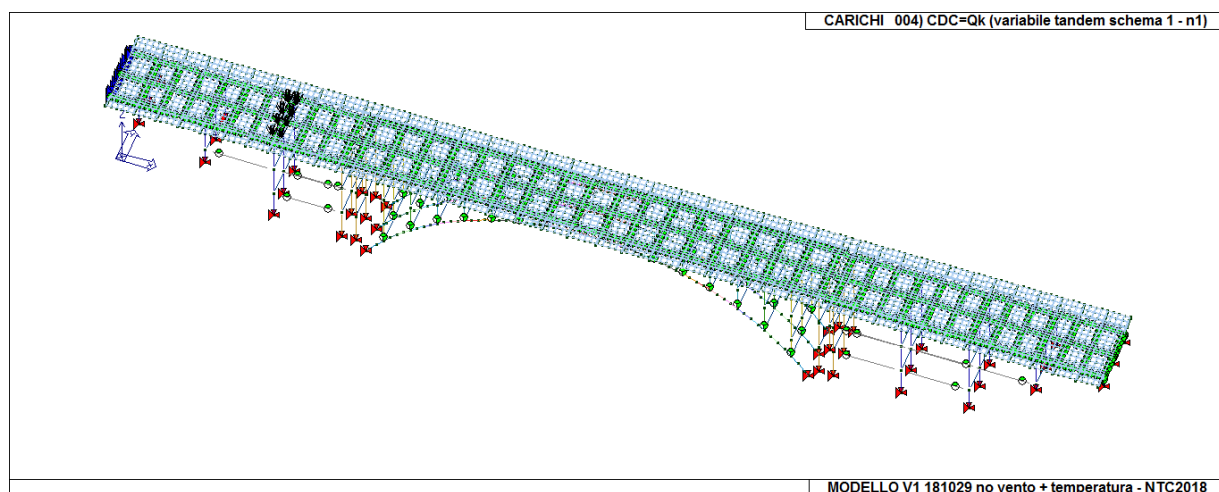 CARICHI 004) CDC=Qk (variabile tandem schema 1 - n1)
Z
MODELLO V1 181029 no vento + temperatura - NTC2018